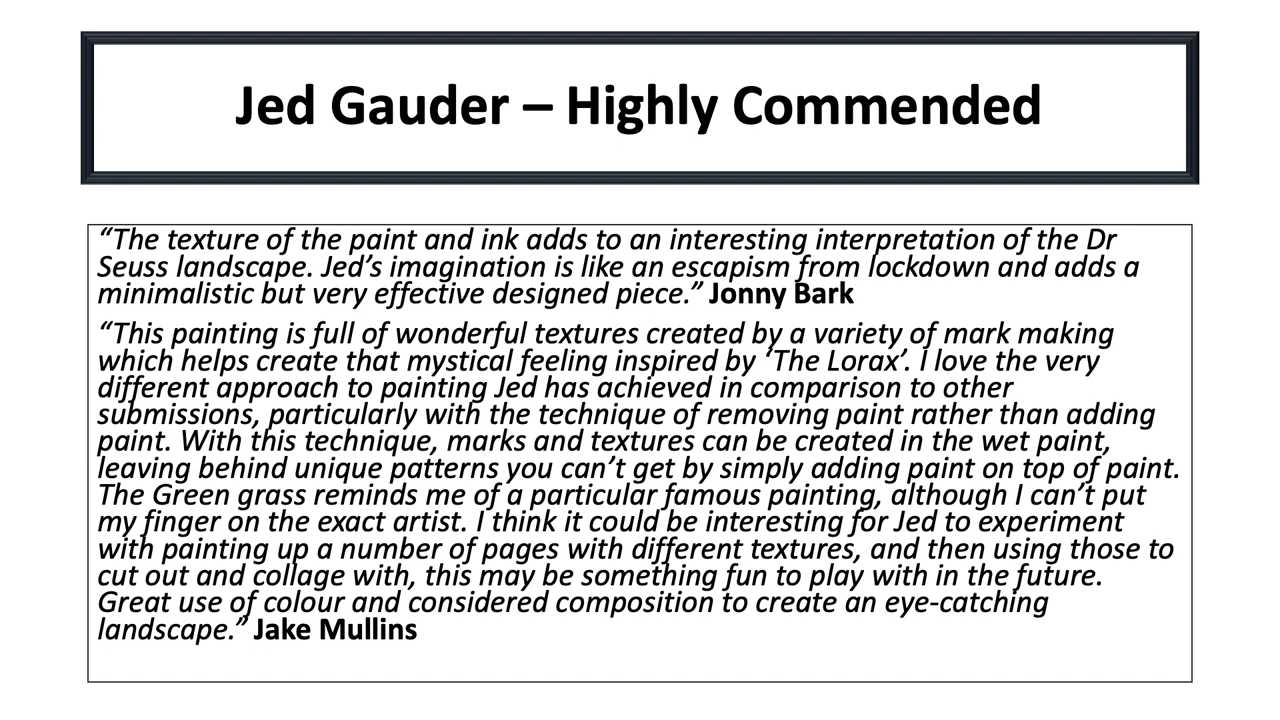 Jed Gauder – Highly Commended
“The texture of the paint and ink adds to an interesting interpretation of the Dr
Seuss landscape. Jed’s imagination is like an escapism from lockdown and adds a
minimalistic but very effective designed piece.” Jonny Bark
“This painting is full of wonderful textures created by a variety of mark making
which helps create that mystical feeling inspired by ‘The Lorax’. I love the very
different approach to painting Jed has achieved in comparison to other
submissions, particularly with the technique of removing paint rather than adding
paint. With this technique, marks and textures can be created in the wet paint,
leaving behind unique patterns you can’t get by simply adding paint on top of paint.
The Green grass reminds me of a particular famous painting, although I can’t put
my finger on the exact artist. I think it could be interesting for Jed to experiment
with painting up a number of pages with different textures, and then using those to
cut out and collage with, this may be something fun to play with in the future.
Great use of colour and considered composition to create an eye-catching
landscape.” Jake Mullins